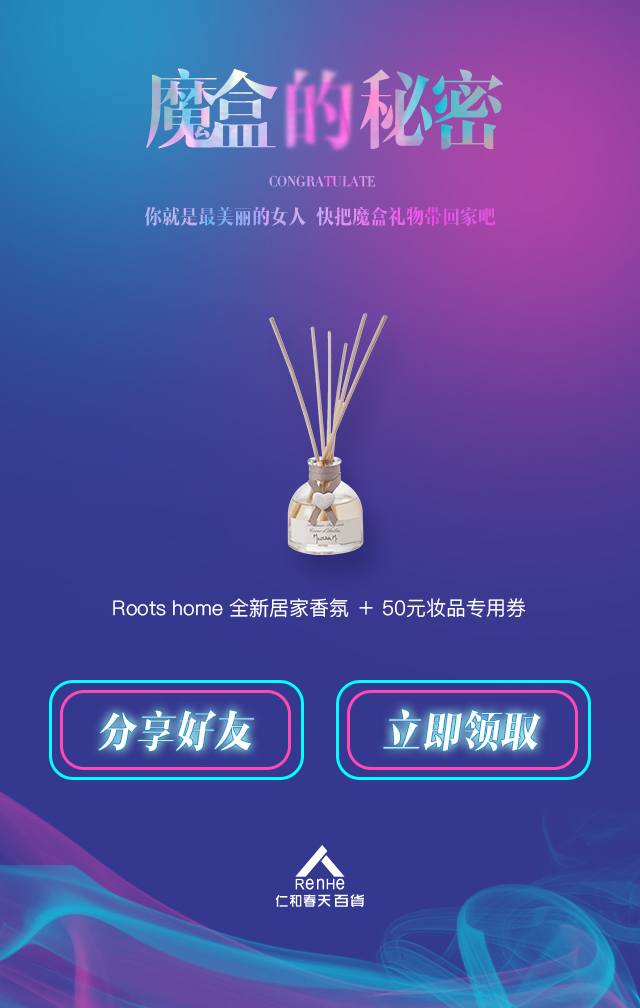 魔盒的秘密
CONGRATULATE
你就是最美丽的女人 快把魔盒礼物带回家吧
Roots home 全新居家香氛 + 50元妆品专用券
分享好友
立即领取
RENHE
仁和春天百貨